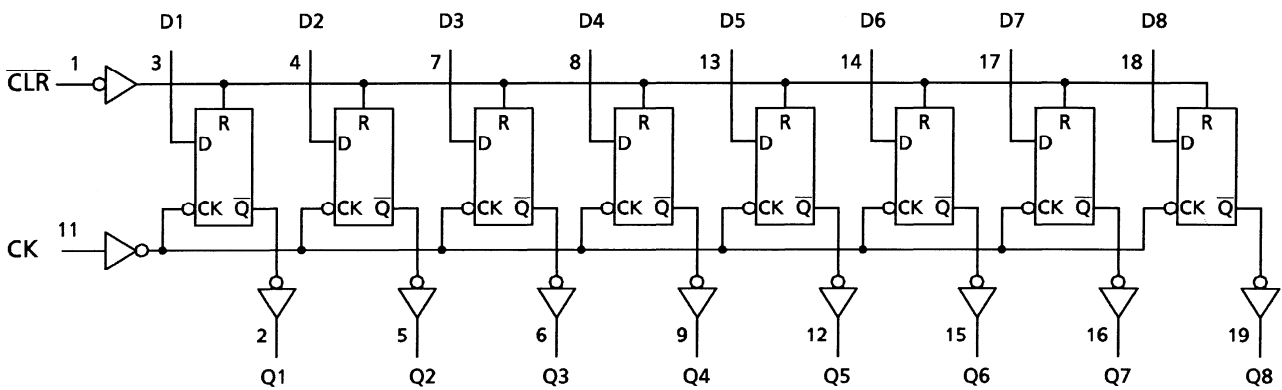 D1 D2 D3 D4 D5 D6 D7 D8
C̅L̅R̅ 1 3 4 7 8 13 14 17 18
R R R R R R R R
D D D D D D D D
CK Q̅ CK Q̅ CK Q̅ CK Q̅ CK Q̅ CK Q̅ CK Q̅ CK Q̅
CK 11
2 5 6 9 12 15 16 19
Q1 Q2 Q3 Q4 Q5 Q6 Q7 Q8